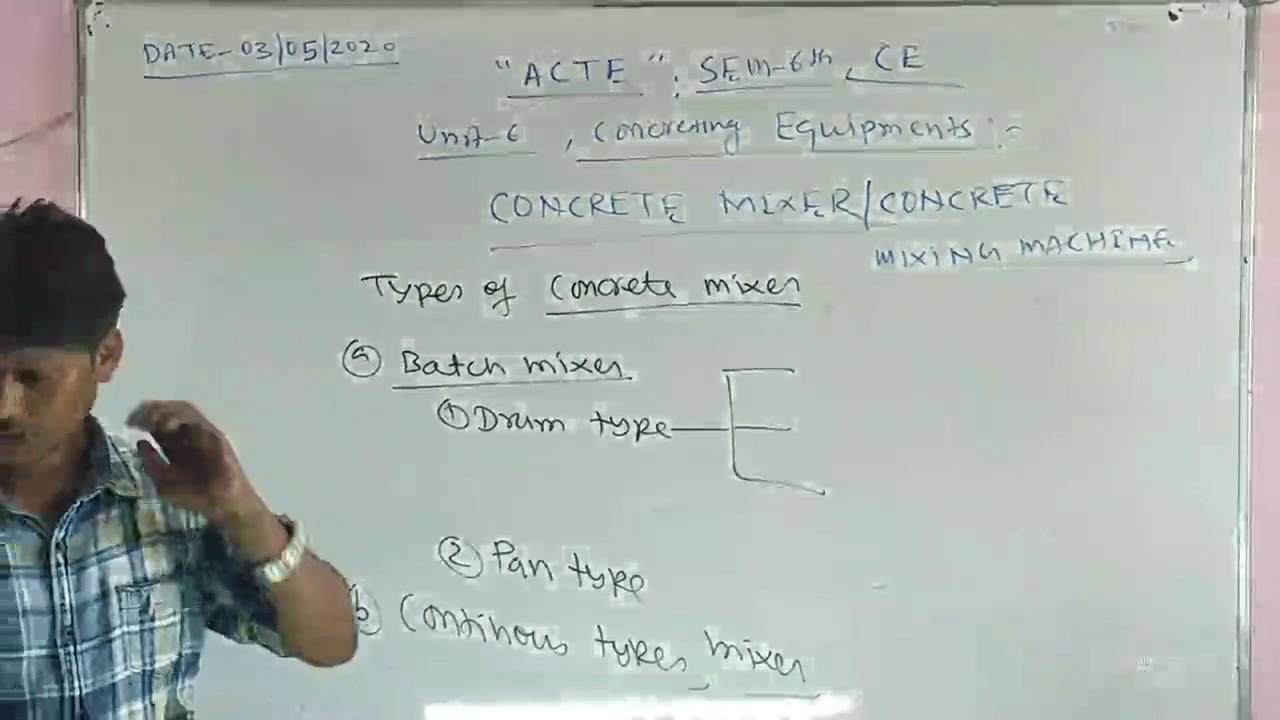 DATE-03/05/2020
"ACTE", SEM-6th, CE
Unit-6, Concreting Equipments :-
CONCRETE MIXER/CONCRETE
MIXING MACHINE
Types of Concrete mixer
(a) Batch mixer
(1) Drum type
(2) Pan type
(b) Continous types mixer